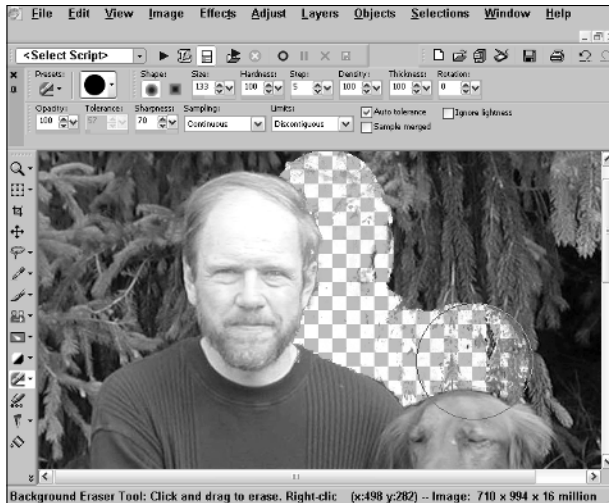 File Edit View Image Effects Adjust Layers Objects Selections Window Help
<Select Script>
Presets: Shape: Size: Hardness: Step: Density: Thickness: Rotation:
133 100 5 100 100 0
Opacity: Tolerance: Sharpness: Sampling: Limits: Auto tolerance Ignore lightness
100 57 70 Continuous Discontiguous Sample merged
Background Eraser Tool: Click and drag to erase. Right-clic (x:498 y:282) -- Image: 710 x 994 x 16 million